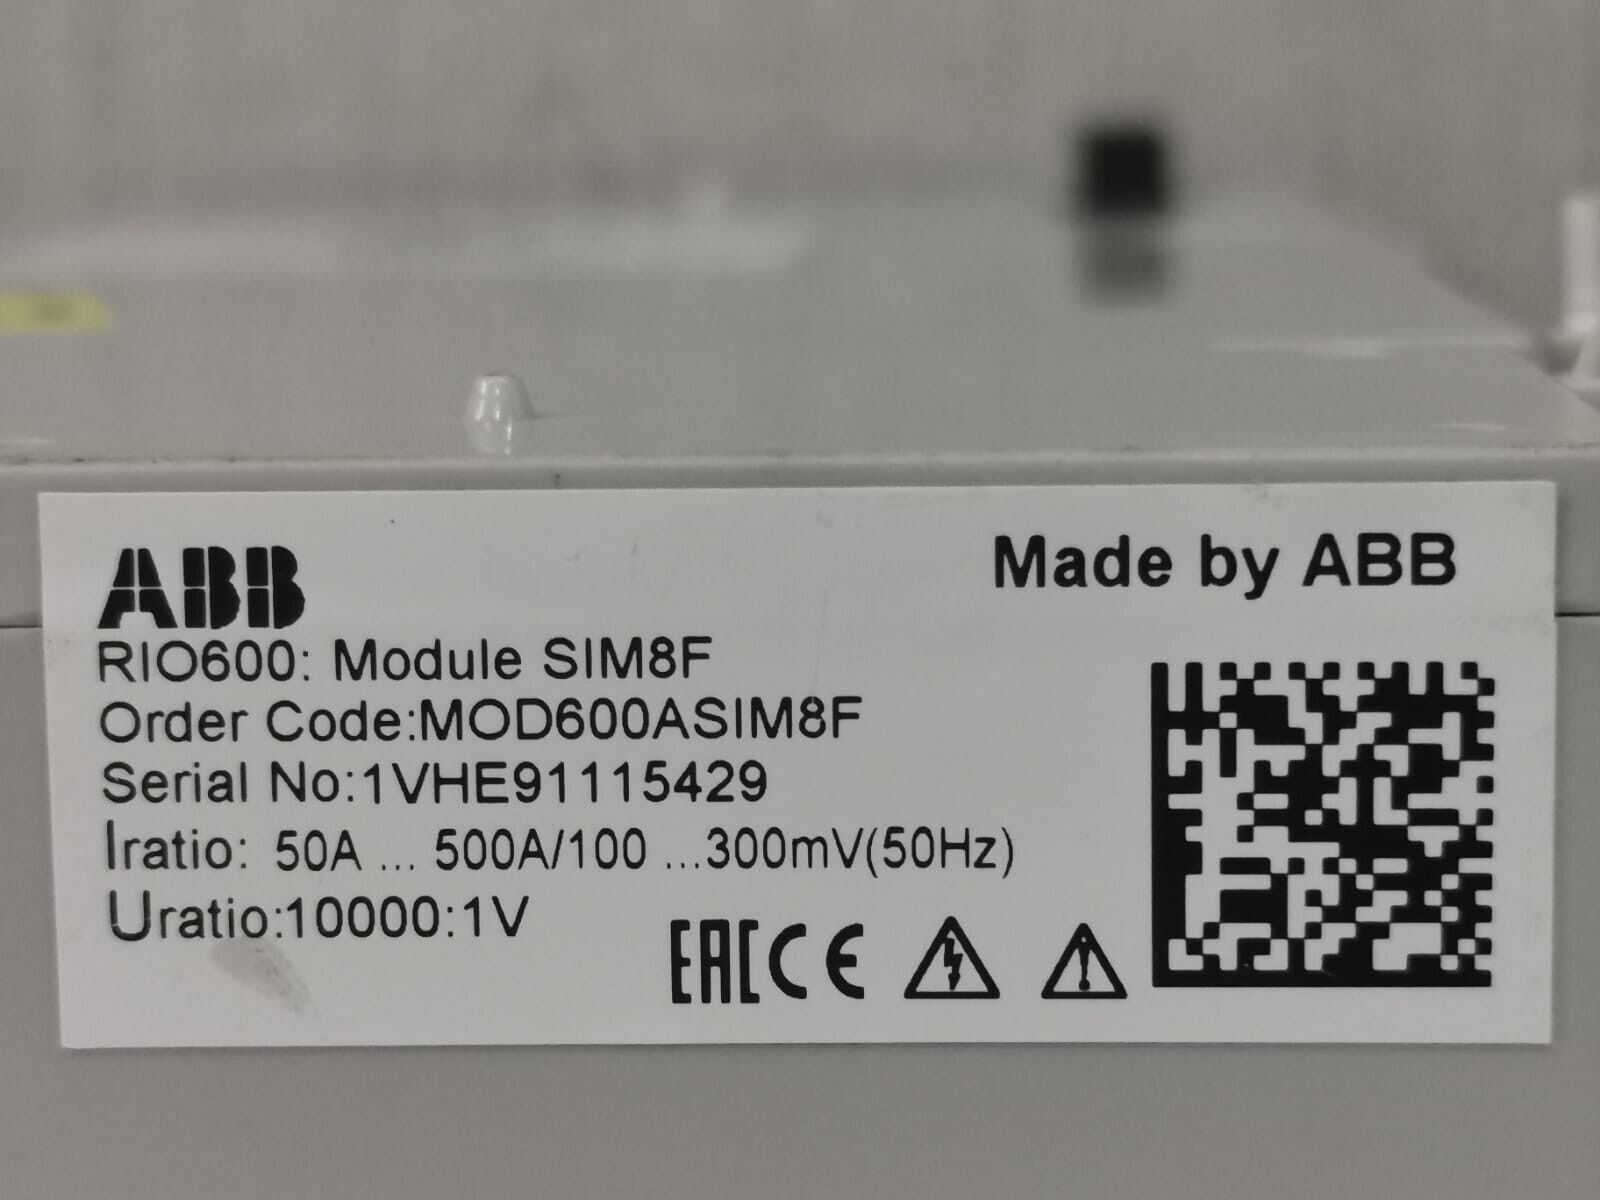 ABB
Made by ABB
RIO600: Module SIM8F
Order Code:MOD600ASIM8F
Serial No:1VHE91115429
Iratio: 50A ... 500A/100 ...300mV(50Hz)
Uratio:10000:1V
EAC CE